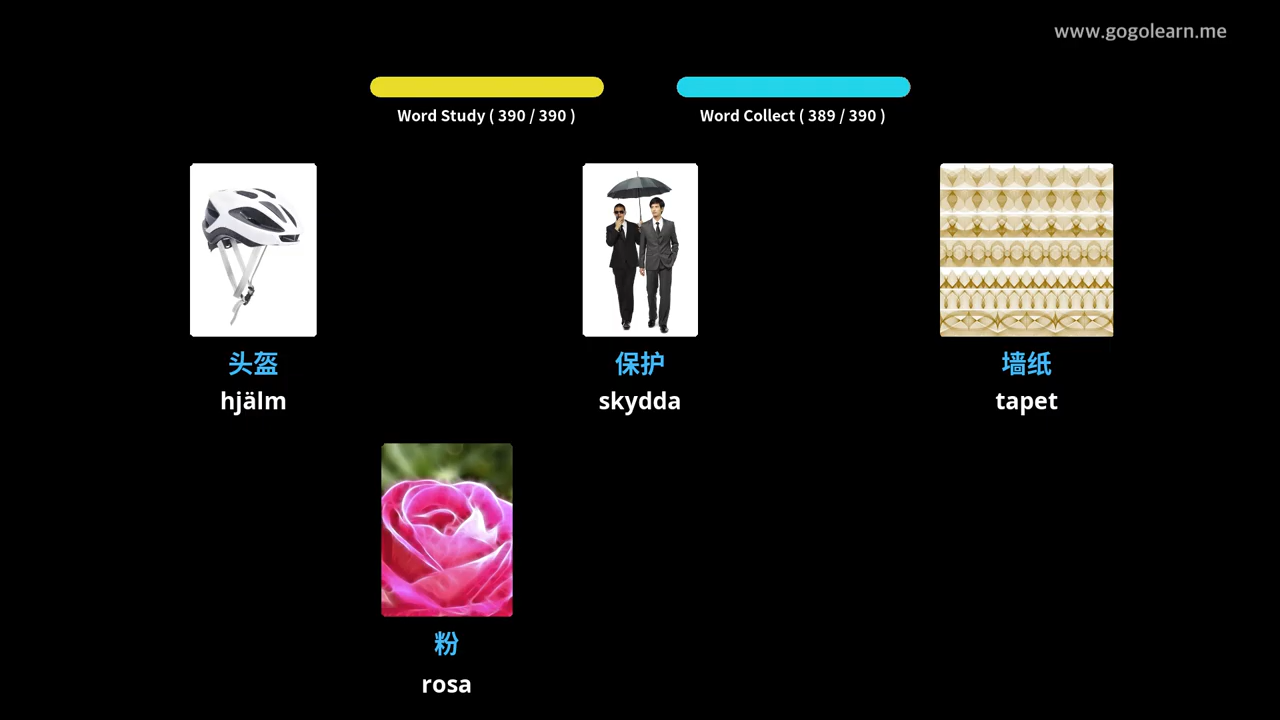 www.gogolearn.me
Word Study ( 390 / 390 )
Word Collect ( 389 / 390 )
头盔
保护
墙纸
hjälm
skydda
tapet
粉
rosa